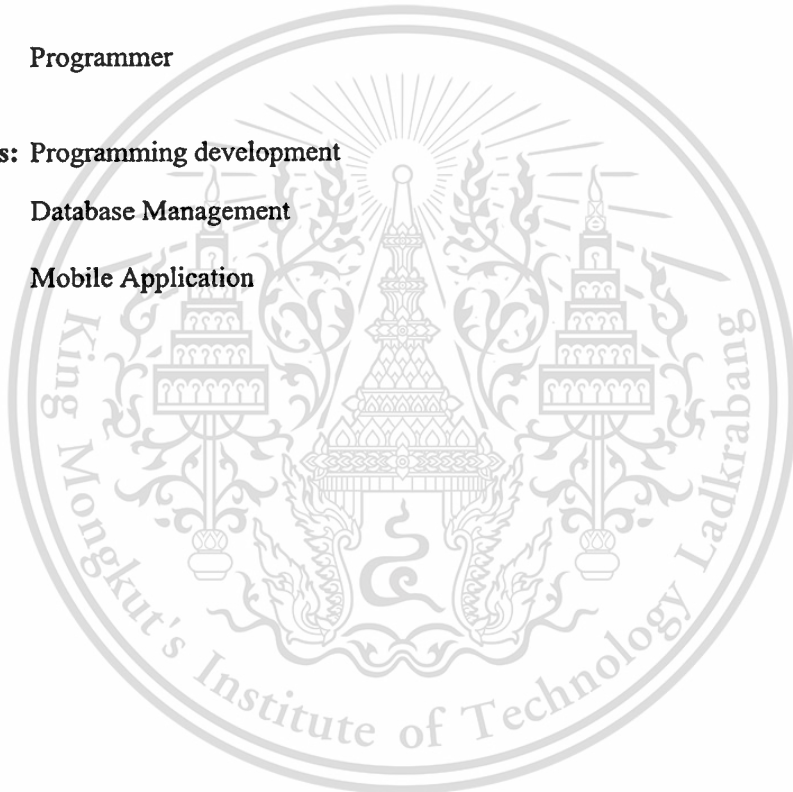 Programmer
s: Programming development
Database Management
Mobile Application
King Mongkut's Institute of Technology Ladkrabang